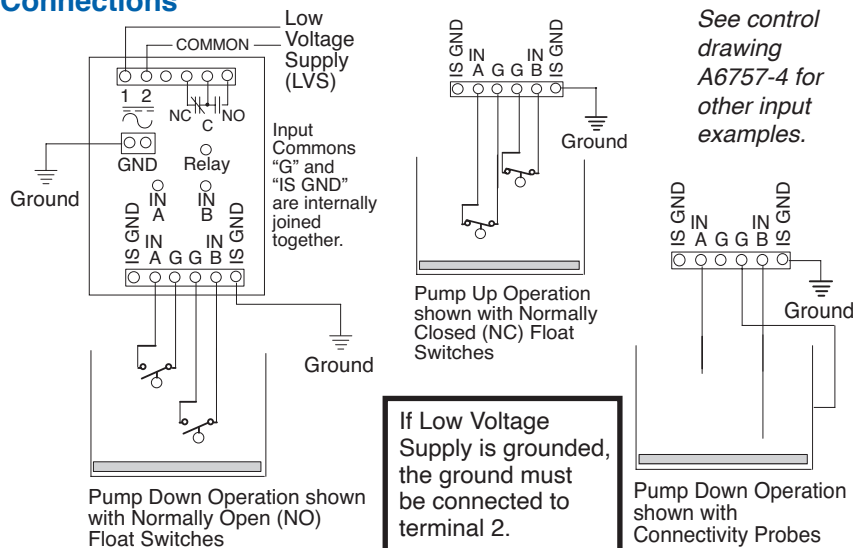 Connections
Low
Voltage
Supply
(LVS)
COMMON
1 2
NC
C
NO
GND
Relay
Ground
IN
A
IN
B
Input
Commons
“G” and
“IS GND”
are internally
joined
together.
IS GND
IN
A
G
G
IN
B
IS GND
Ground
Pump Down Operation shown
with Normally Open (NO)
Float Switches
IS GND
IN
A
G
G
IN
B
IS GND
Ground
Pump Up Operation
shown with Normally
Closed (NC) Float
Switches
If Low Voltage
Supply is grounded,
the ground must
be connected to
terminal 2.
See control
drawing
A6757-4 for
other input
examples.
IS GND
IN
A
G
G
IN
B
IS GND
Ground
Pump Down Operation
shown with
Connectivity Probes